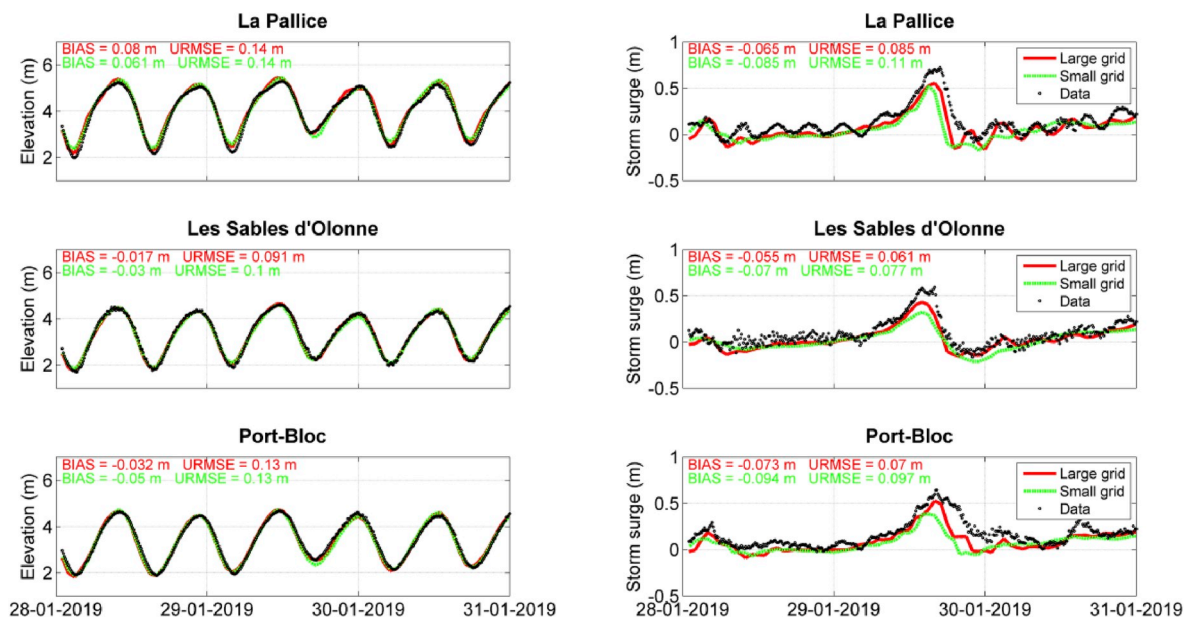 La Pallice
BIAS = 0.08 m URMSE = 0.14 m
BIAS = 0.061 m URMSE = 0.14 m
Elevation (m)
6
4
2
La Pallice
BIAS = -0.065 m URMSE = 0.085 m
BIAS = -0.085 m URMSE = 0.11 m
Storm surge (m)
1
0.5
0
-0.5
Large grid
Small grid
Data
Les Sables d'Olonne
BIAS = -0.017 m URMSE = 0.091 m
BIAS = -0.03 m URMSE = 0.1 m
Elevation (m)
6
4
2
Les Sables d'Olonne
BIAS = -0.055 m URMSE = 0.061 m
BIAS = -0.07 m URMSE = 0.077 m
Storm surge (m)
1
0.5
0
-0.5
Large grid
Small grid
Data
Port-Bloc
BIAS = -0.032 m URMSE = 0.13 m
BIAS = -0.05 m URMSE = 0.13 m
Elevation (m)
6
4
2
28-01-2019 29-01-2019 30-01-2019 31-01-2019
Port-Bloc
BIAS = -0.073 m URMSE = 0.07 m
BIAS = -0.094 m URMSE = 0.097 m
Storm surge (m)
1
0.5
0
-0.5
Large grid
Small grid
Data
28-01-2019 29-01-2019 30-01-2019 31-01-2019